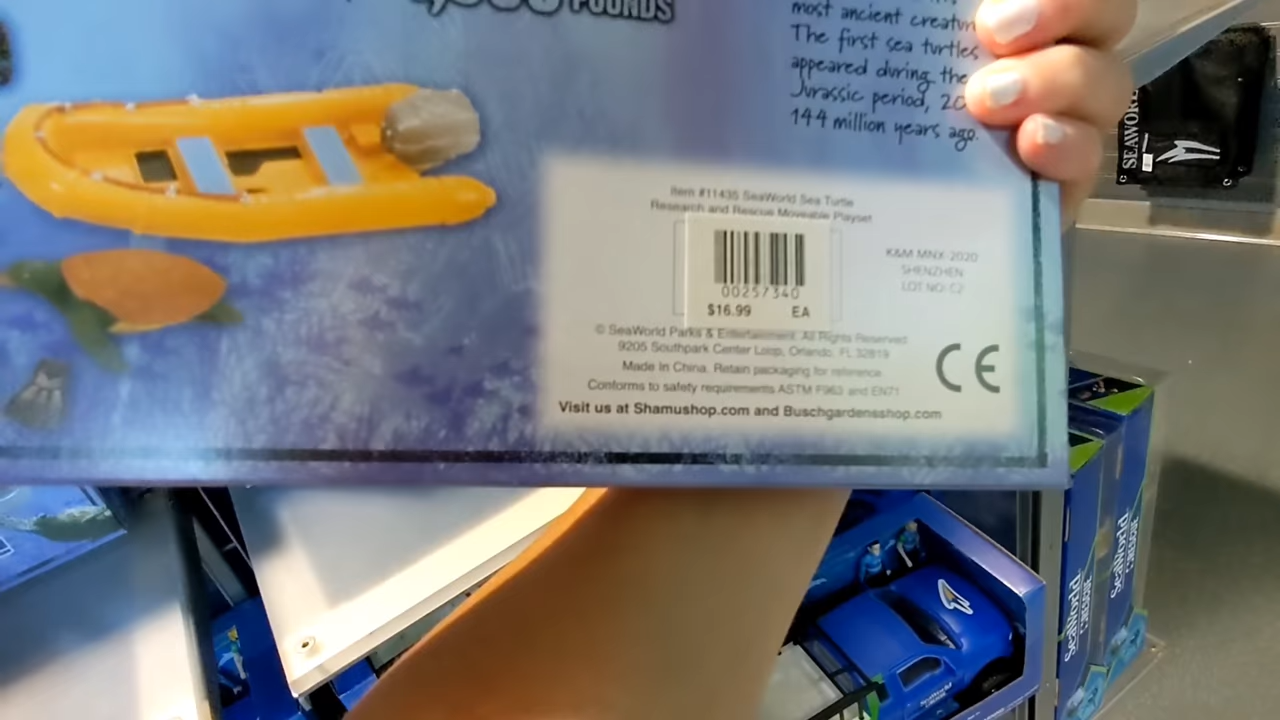 POUNDS
most ancient
The first sea turtles
appeared during the
Jurassic period, 20
144 million years ago.
SEAWOR
Item #11435 SeaWorld Sea Turtle
Research and Rescue Moveable Playset
00257340
$16.99 EA
K&M MNX-2020
SHENZHEN
LOT NO: C2
© SeaWorld Parks & Entertainment. All Rights Reserved.
9205 Southpark Center Loop, Orlando, FL 32819
Made in China. Retain packaging for reference.
Conforms to safety requirements ASTM F963 and EN71
CE
Visit us at Shamushop.com and Buschgardensshop.com
SeaWorld
SeaWorld
SeaWorld